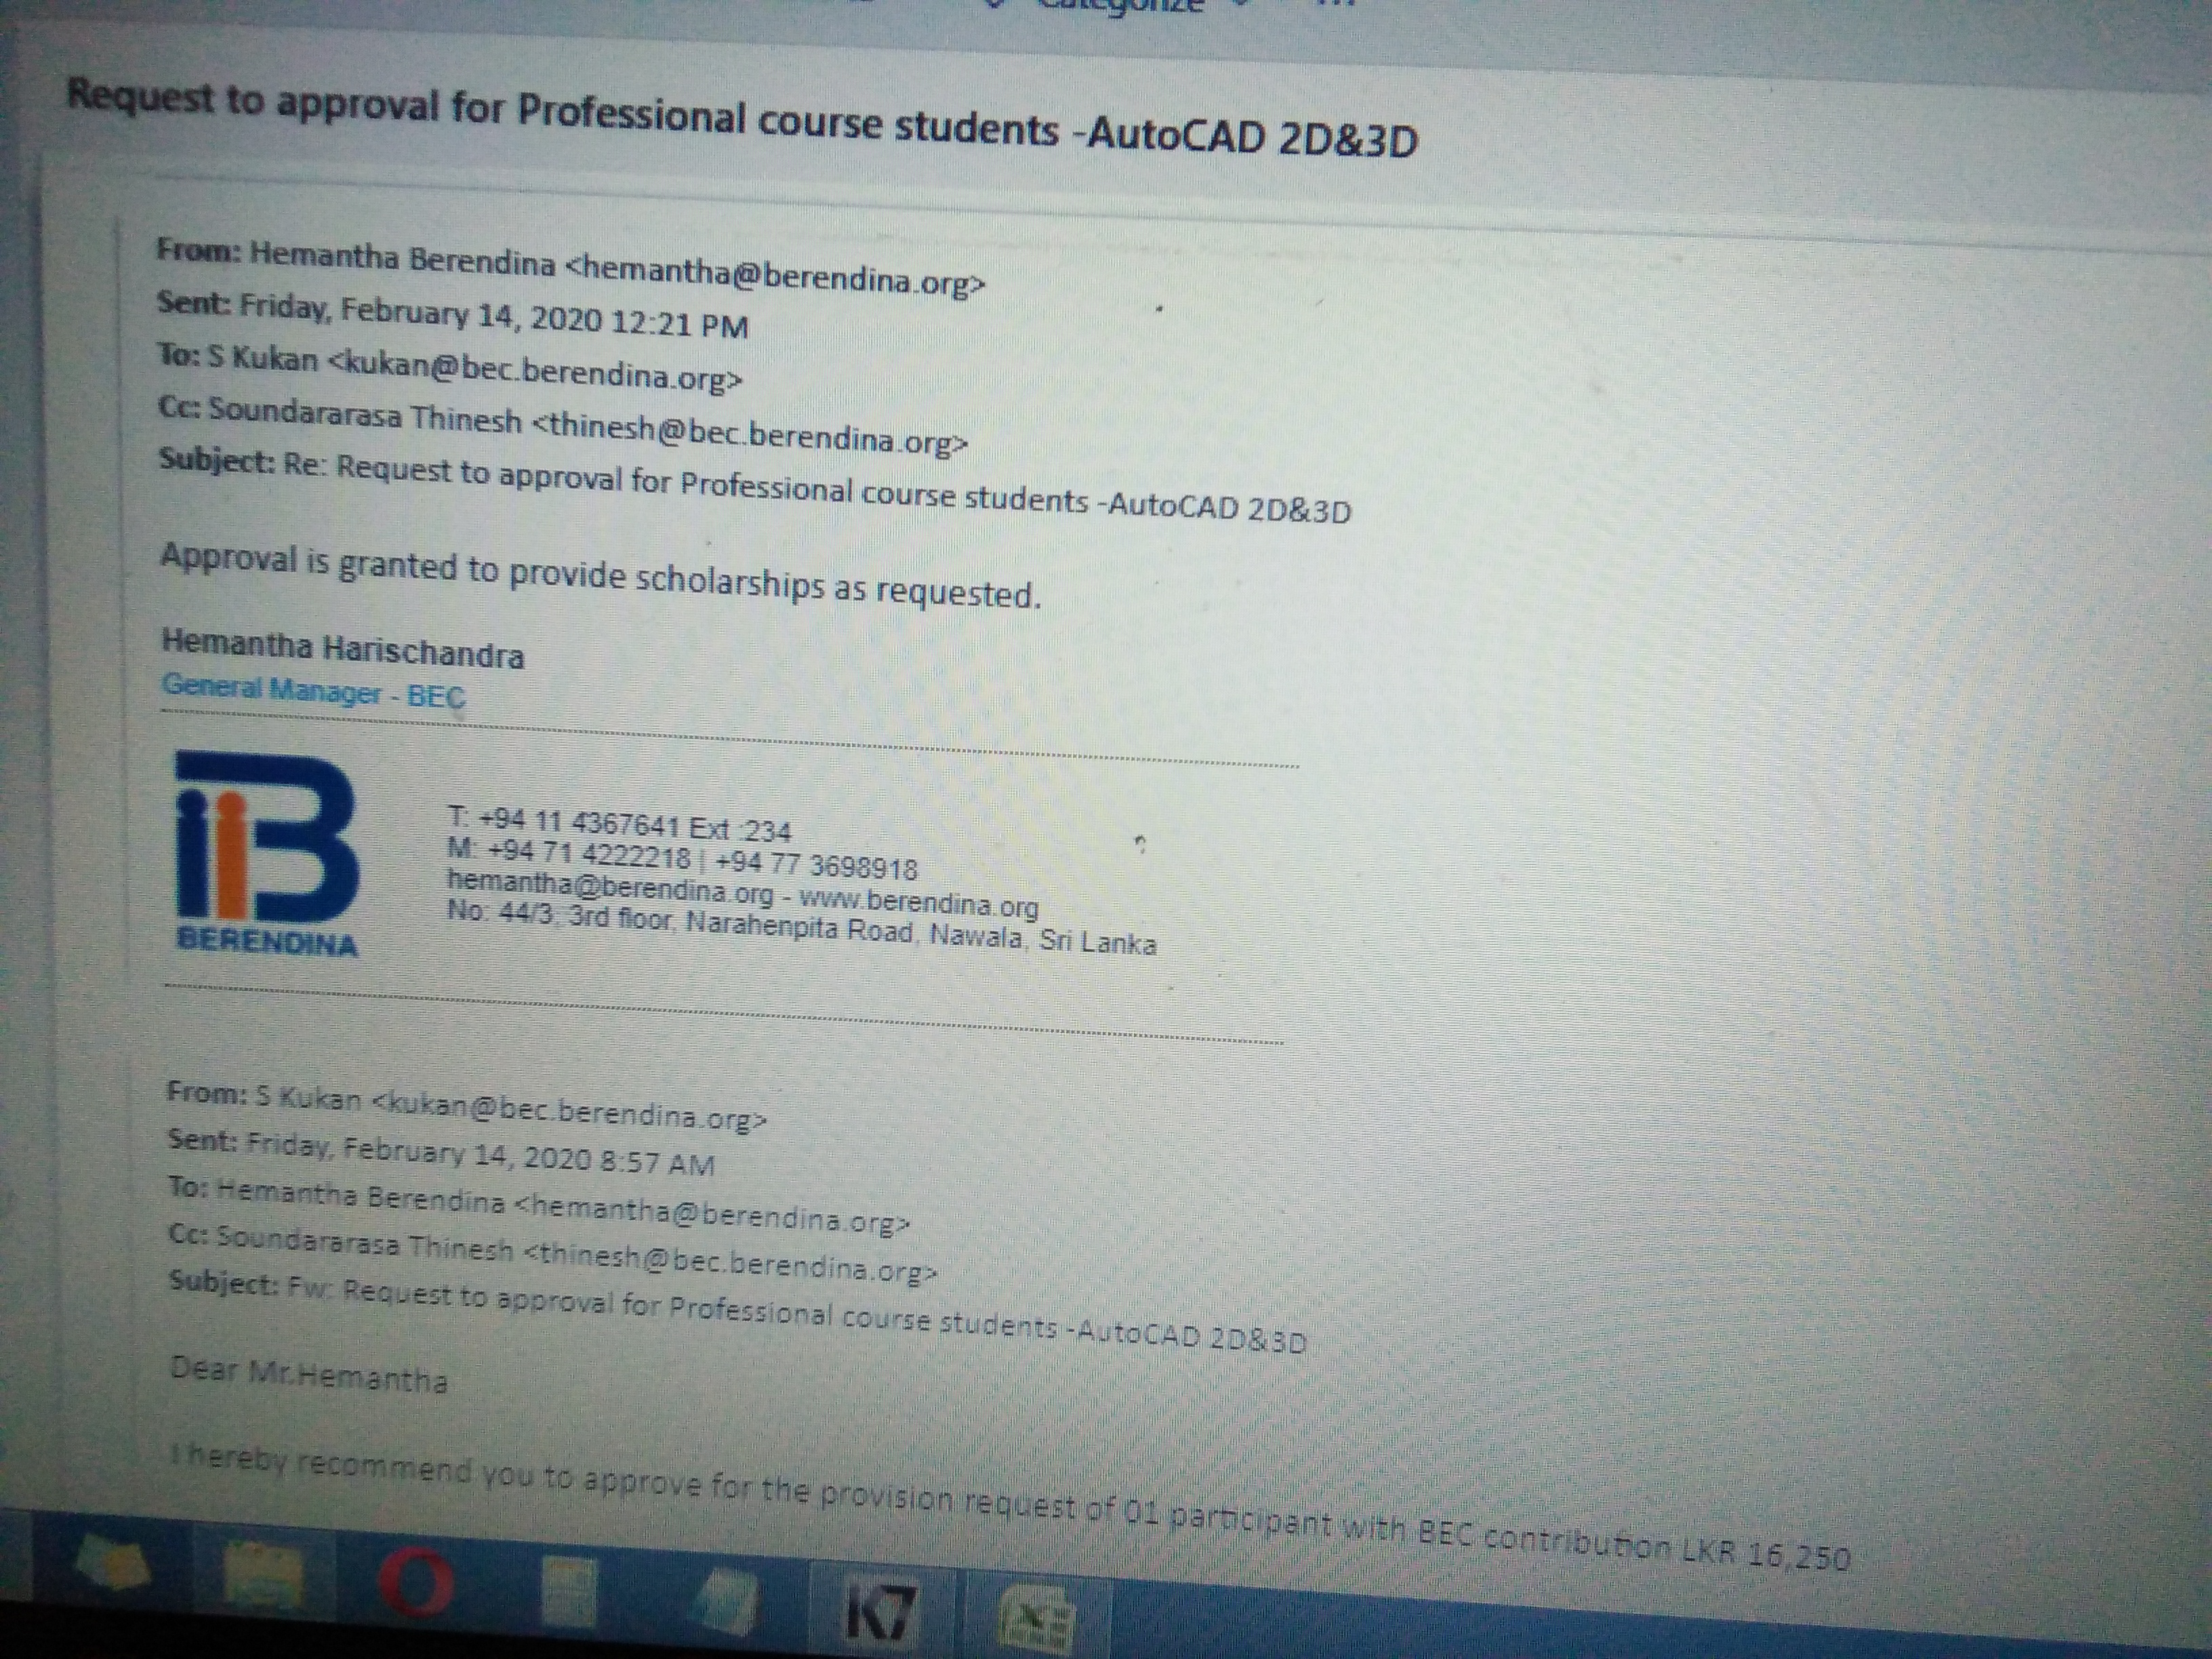 Categorize
Request to approval for Professional course students -AutoCAD 2D&3D
From: Hemantha Berendina <hemantha@berendina.org>
Sent: Friday, February 14, 2020 12:21 PM
To: S Kukan <kukan@bec.berendina.org>
Cc: Soundararasa Thinesh <thinesh@bec.berendina.org>
Subject: Re: Request to approval for Professional course students -AutoCAD 2D&3D
Approval is granted to provide scholarships as requested.
Hemantha Harischandra
General Manager - BEC
T: +94 11 4367641 Ext :234
M: +94 71 4222218 | +94 77 3698918
hemantha@berendina.org - www.berendina.org
No: 44/3, 3rd floor, Narahenpita Road, Nawala, Sri Lanka
BERENDINA
From: S Kukan <kukan@bec.berendina.org>
Sent: Friday, February 14, 2020 8:57 AM
To: Hemantha Berendina <hemantha@berendina.org>
Cc: Soundararasa Thinesh <thinesh@bec.berendina.org>
Subject: Fw: Request to approval for Professional course students -AutoCAD 2D&3D
Dear Mr.Hemantha
I hereby recommend you to approve for the provision request of 01 participant with BEC contribution LKR 16,250
K7